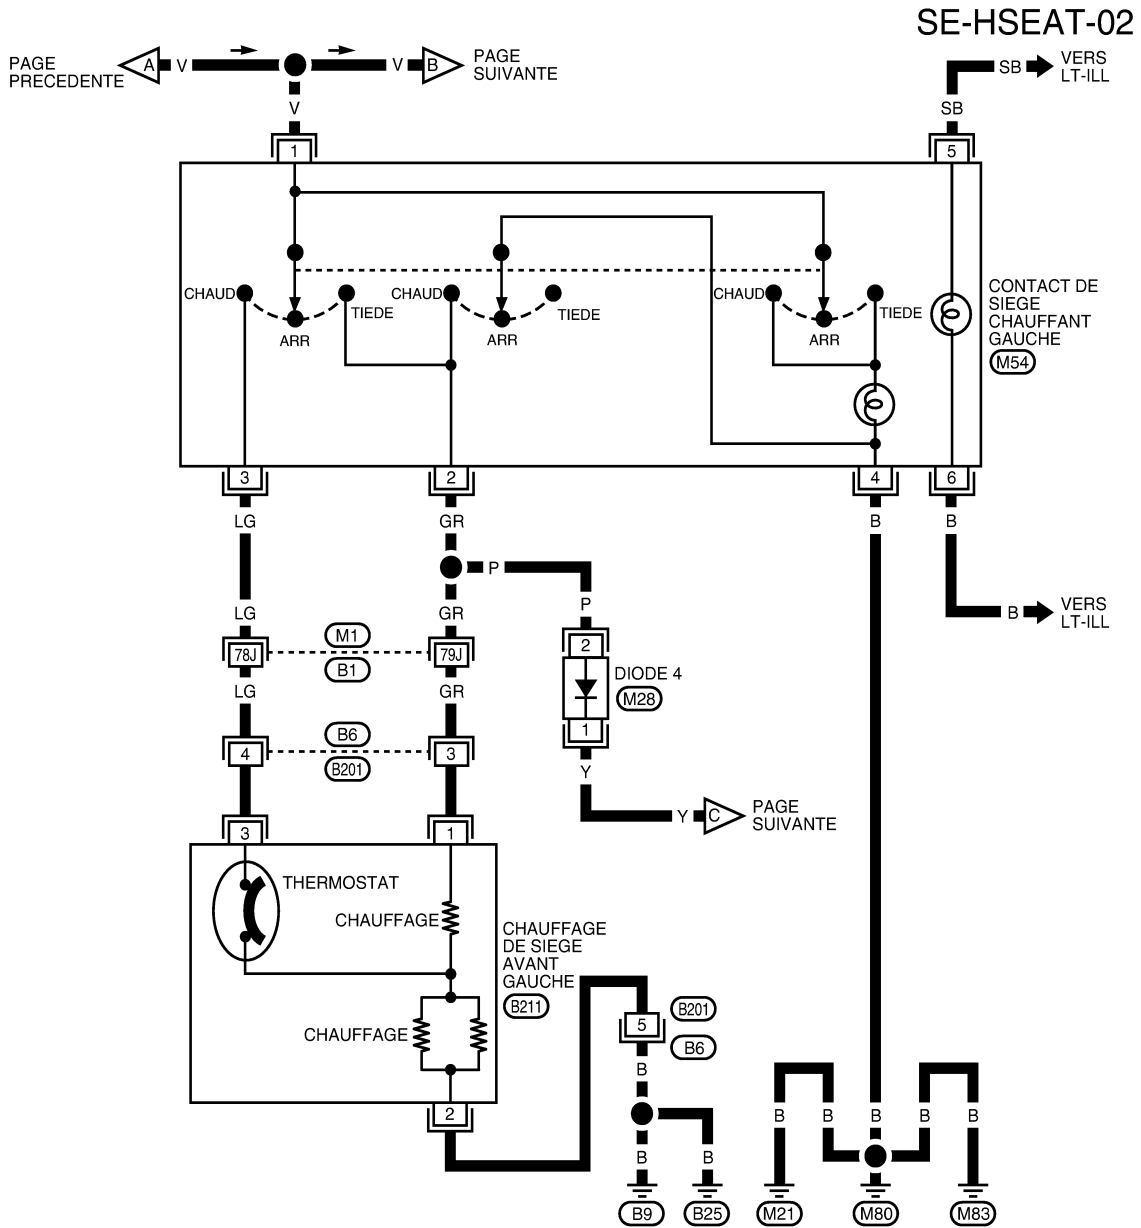 SE-HSEAT-02
PAGE
PRECEDENTE
A
V
V
B
PAGE
SUIVANTE
SB
VERS
LT-ILL
V
SB
1
5
CHAUD
TIEDE
ARR
CHAUD
TIEDE
ARR
CHAUD
TIEDE
ARR
CONTACT DE
SIEGE
CHAUFFANT
GAUCHE
M54
3
2
4
6
LG
GR
B
B
P
P
LG
GR
B
VERS
LT-ILL
78J
M1
B1
79J
2
DIODE 4
M28
1
LG
GR
4
B6
B201
3
Y
Y
C
PAGE
SUIVANTE
3
1
THERMOSTAT
CHAUFFAGE
CHAUFFAGE
CHAUFFAGE
DE SIEGE
AVANT
GAUCHE
B211
2
5
B201
B6
B
B
B
B
B
B
B
B
B9
B25
M21
M80
M83